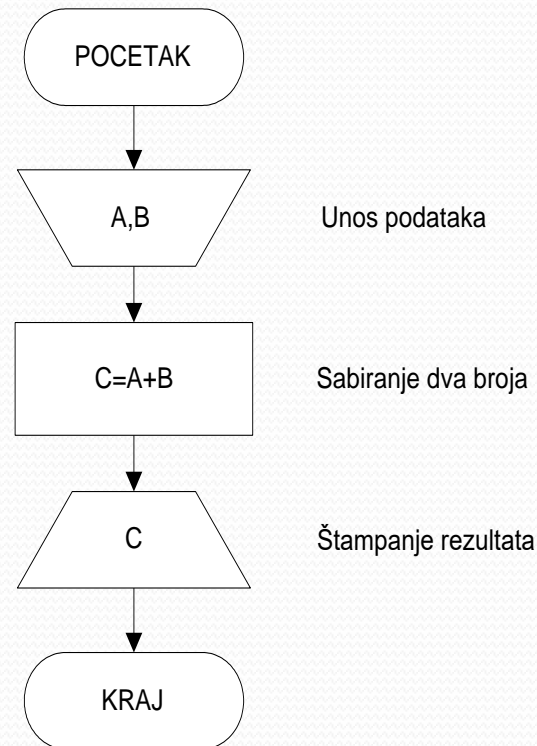 POCETAK
A,B
Unos podataka
C=A+B
Sabiranje dva broja
C
Štampanje rezultata
KRAJ